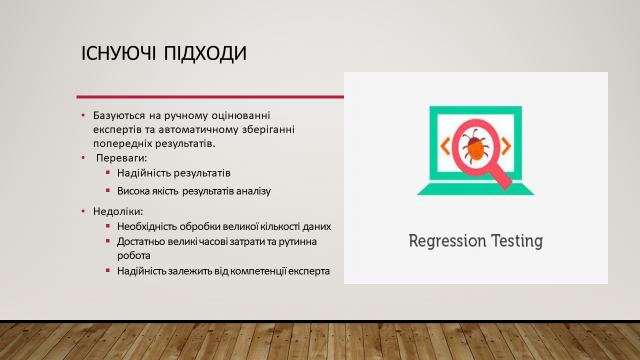 ІСНУЮЧІ ПІДХОДИ
• Базуються на ручному оцінюванні
експертів та автоматичному зберіганні
попередніх результатів.
• Переваги:
▪ Надійність результатів
▪ Висока якість результатів аналізу
• Недоліки:
▪ Необхідність обробки великої кількості даних
▪ Достатньо великі часові затрати та рутинна
робота
▪ Надійність залежить від компетенції експерта
Regression Testing